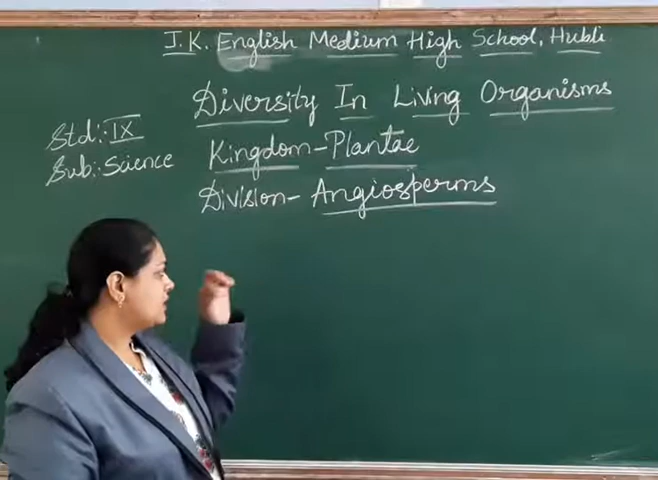 J.K. English Medium High School, Hubli
Diversity In Living Organisms
Std:- IX
Sub:- Science
Kingdom-Plantae
Division- Angiosperms